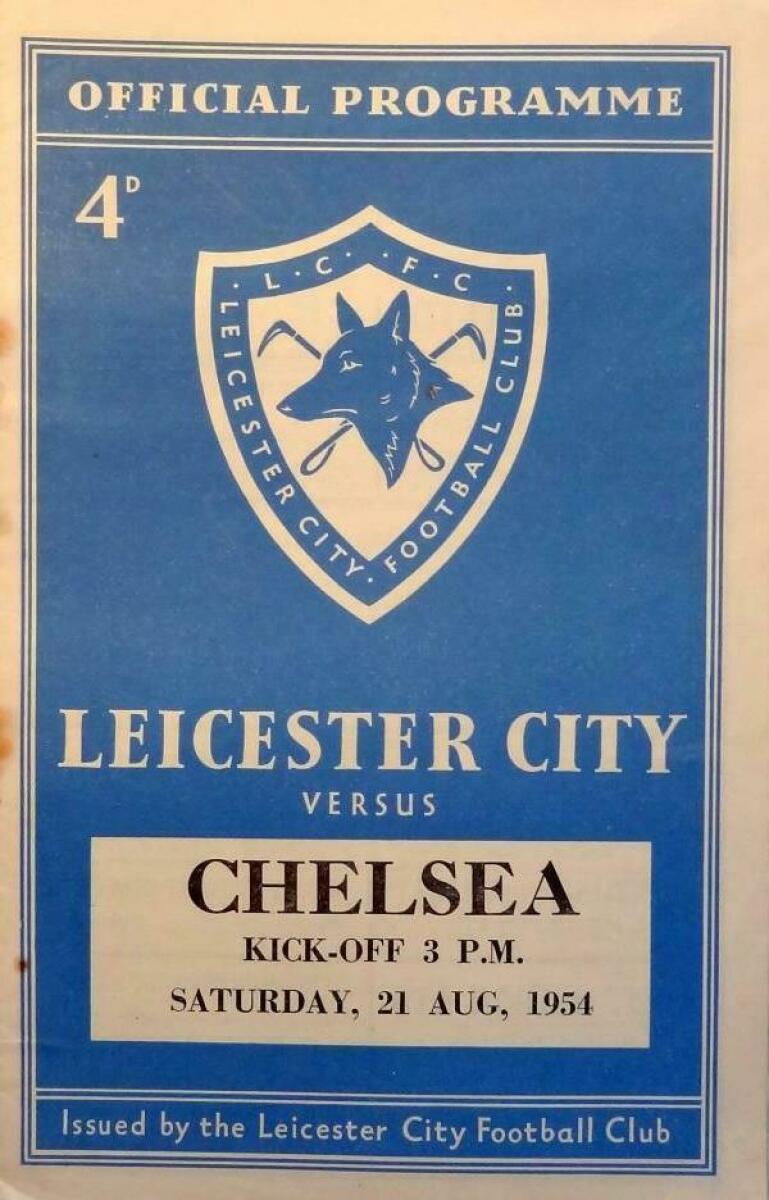 OFFICIAL PROGRAMME
4D
· L · C · F · C ·
LEICESTER CITY · FOOTBALL CLUB ·
LEICESTER CITY
VERSUS
CHELSEA
KICK-OFF 3 P.M.
SATURDAY, 21 AUG, 1954
Issued by the Leicester City Football Club